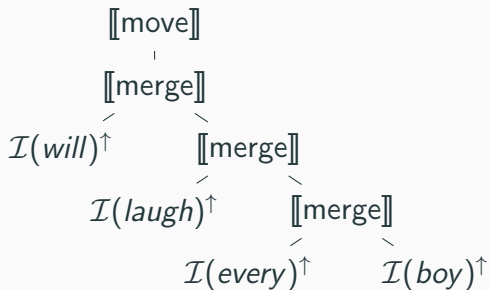 ⟦move⟧
⟦merge⟧
ℐ(will)↑ ⟦merge⟧
ℐ(laugh)↑ ⟦merge⟧
ℐ(every)↑ ℐ(boy)↑